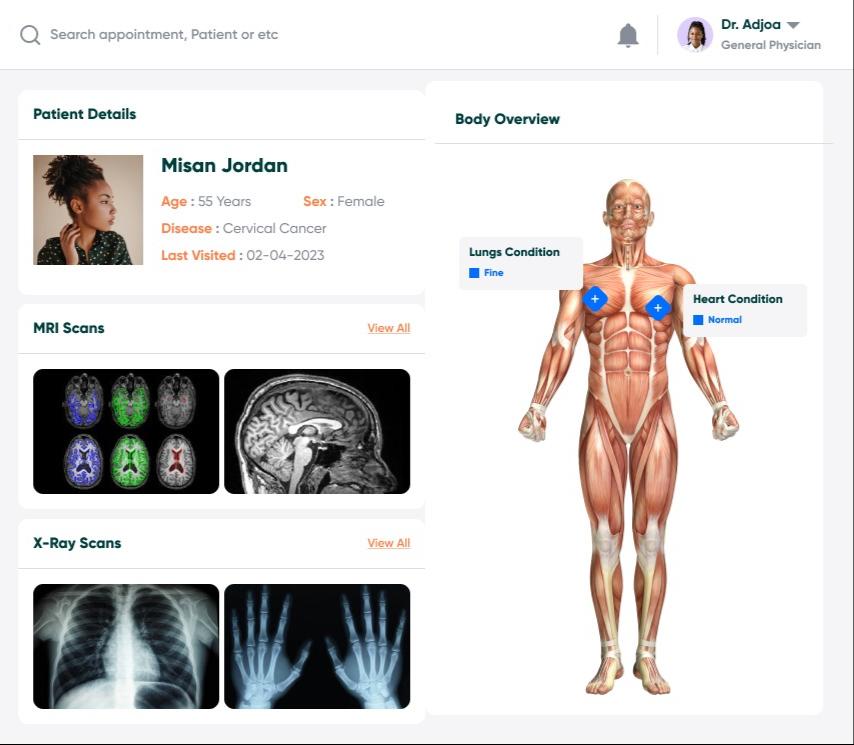 Search appointment, Patient or etc
Dr. Adjoa
General Physician
Patient Details
Misan Jordan
Age : 55 Years
Sex : Female
Disease : Cervical Cancer
Last Visited : 02-04-2023
MRI Scans
View All
X-Ray Scans
View All
Body Overview
Lungs Condition
Fine
Heart Condition
Normal